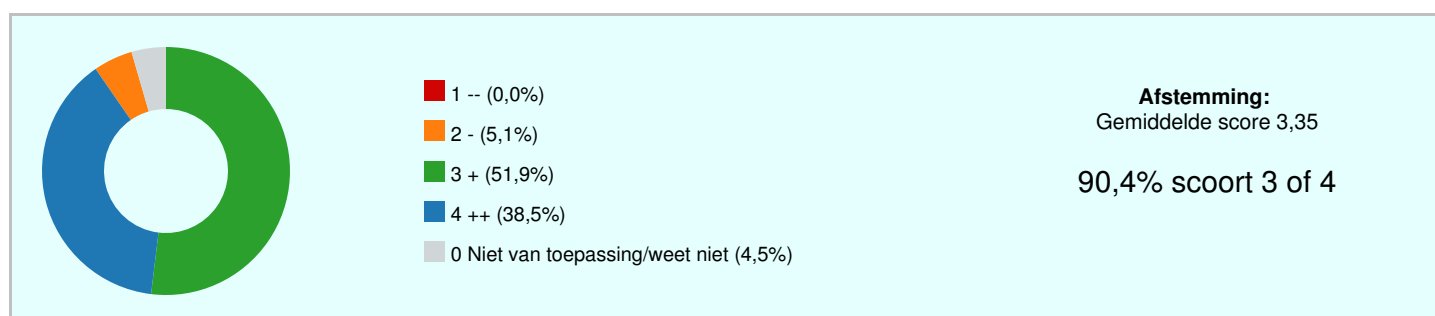 1 -- (0,0%)
2 - (5,1%)
3 + (51,9%)
4 ++ (38,5%)
0 Niet van toepassing/weet niet (4,5%)
Afstemming:
Gemiddelde score 3,35
90,4% scoort 3 of 4